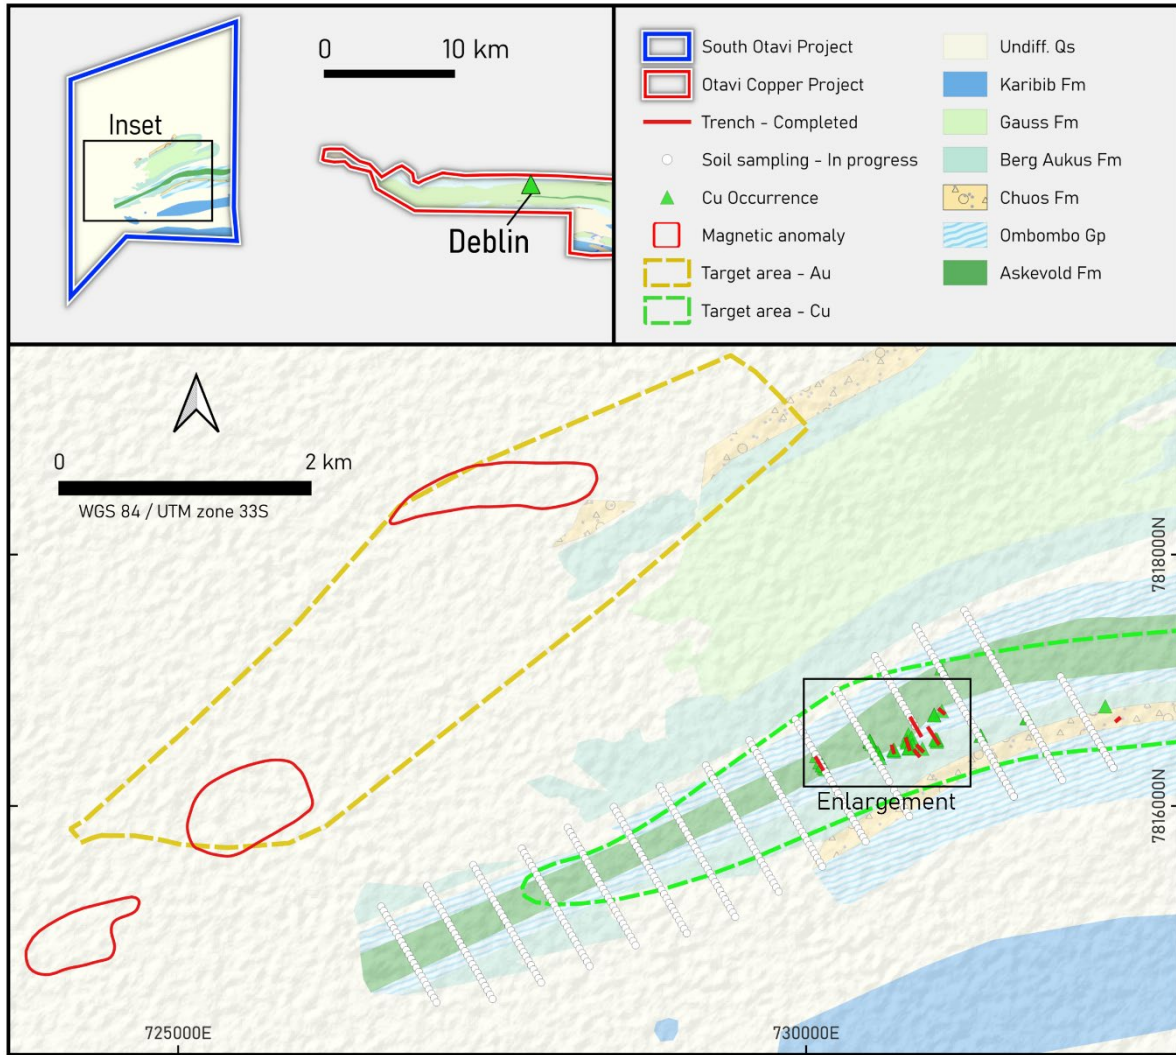 0 10 km
Inset
Deblin
South Otavi Project
Otavi Copper Project
Trench - Completed
Soil sampling - In progress
Cu Occurrence
Magnetic anomaly
Target area - Au
Target area - Cu
Undiff. Qs
Karibib Fm
Gauss Fm
Berg Aukus Fm
Chuos Fm
Ombombo Gp
Askevold Fm
0 2 km
WGS 84 / UTM zone 33S
7818000N
Enlargement
7816000N
725000E
730000E